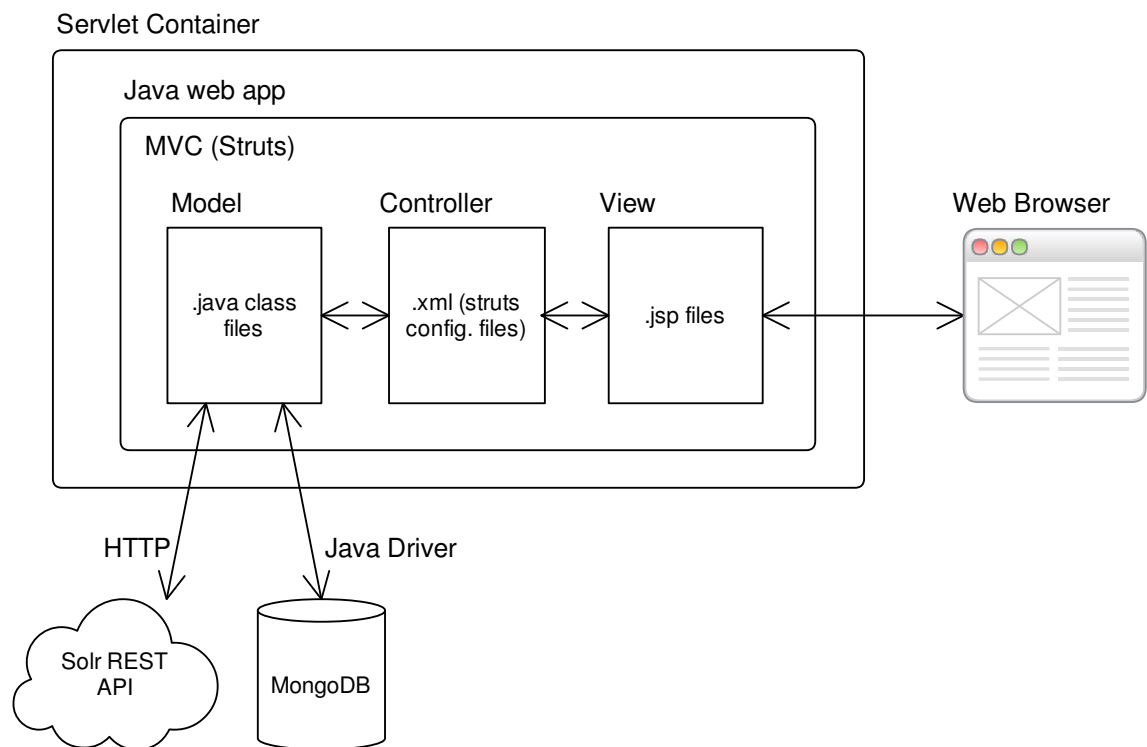 Servlet Container
Java web app
MVC (Struts)
Model
Controller
View
Web Browser
.java class
files
.xml (struts
config. files)
.jsp files
HTTP
Java Driver
Solr REST
API
MongoDB